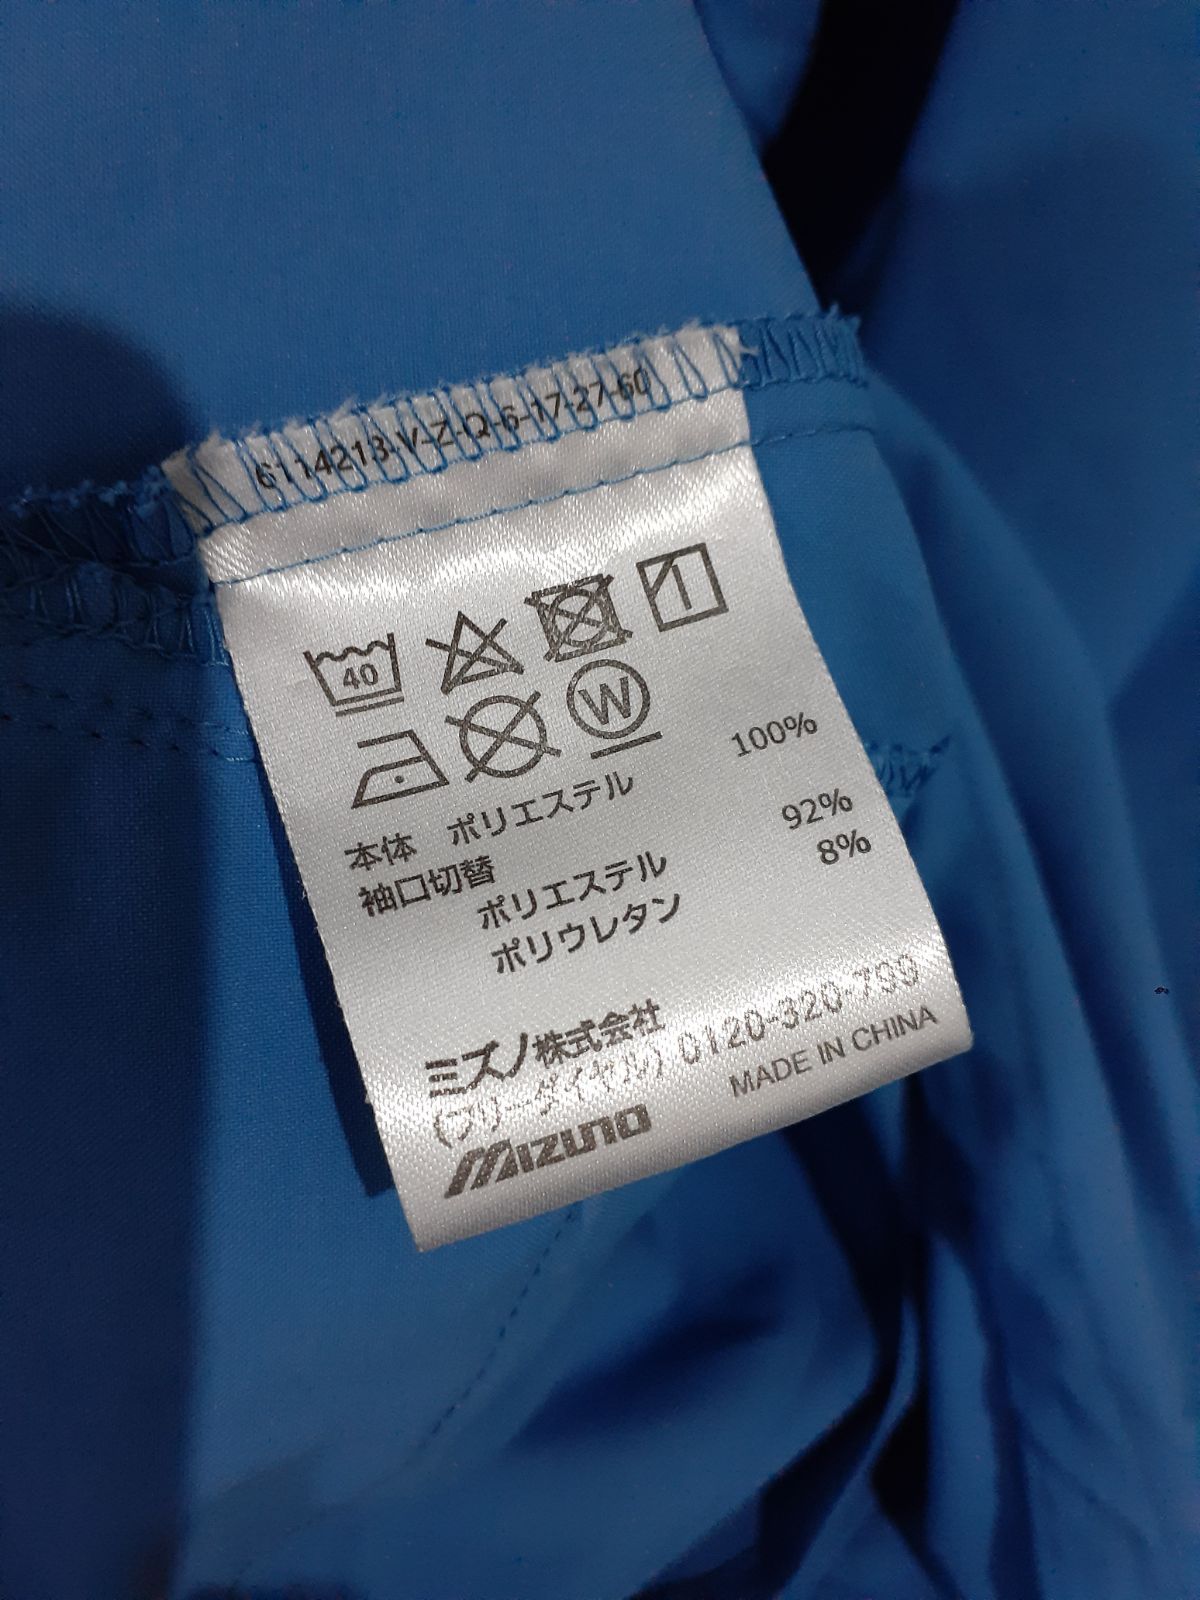 6114213-V-Z-Q-6-17-27-60
40
W
本体 ポリエステル 100%
袖口切替
ポリエステル 92%
ポリウレタン 8%
ミズノ株式会社
(フリーダイヤル) 0120-320-799
MIZUNO MADE IN CHINA